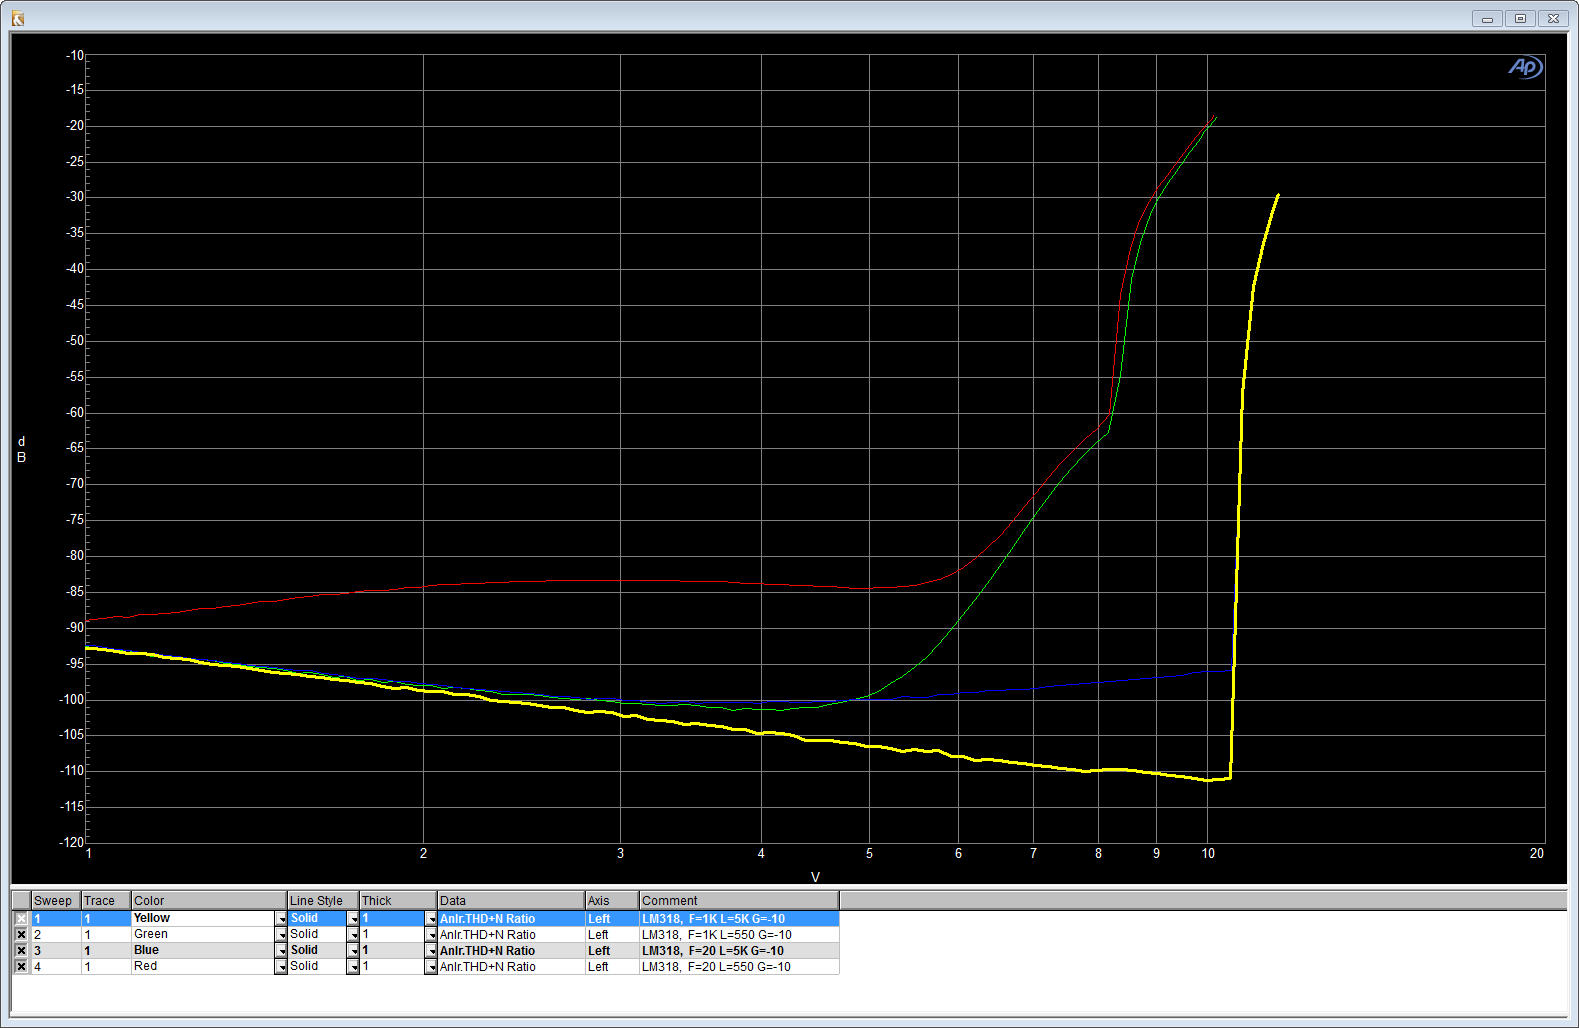 -10
Ap
-15
-20
-25
-30
-35
-40
-45
-50
-55
-60
d
B
-65
-70
-75
-80
-85
-90
-95
-100
-105
-110
-115
-120
1 2 3 4 5 6 7 8 9 10 20
V
Sweep Trace Color Line Style Thick Data Axis Comment
1 1 Yellow Solid 1 Anlr.THD+N Ratio Left LM318, F=1K L=5K G=-10
2 1 Green Solid 1 Anlr.THD+N Ratio Left LM318, F=1K L=550 G=-10
3 1 Blue Solid 1 Anlr.THD+N Ratio Left LM318, F=20 L=5K G=-10
4 1 Red Solid 1 Anlr.THD+N Ratio Left LM318, F=20 L=550 G=-10